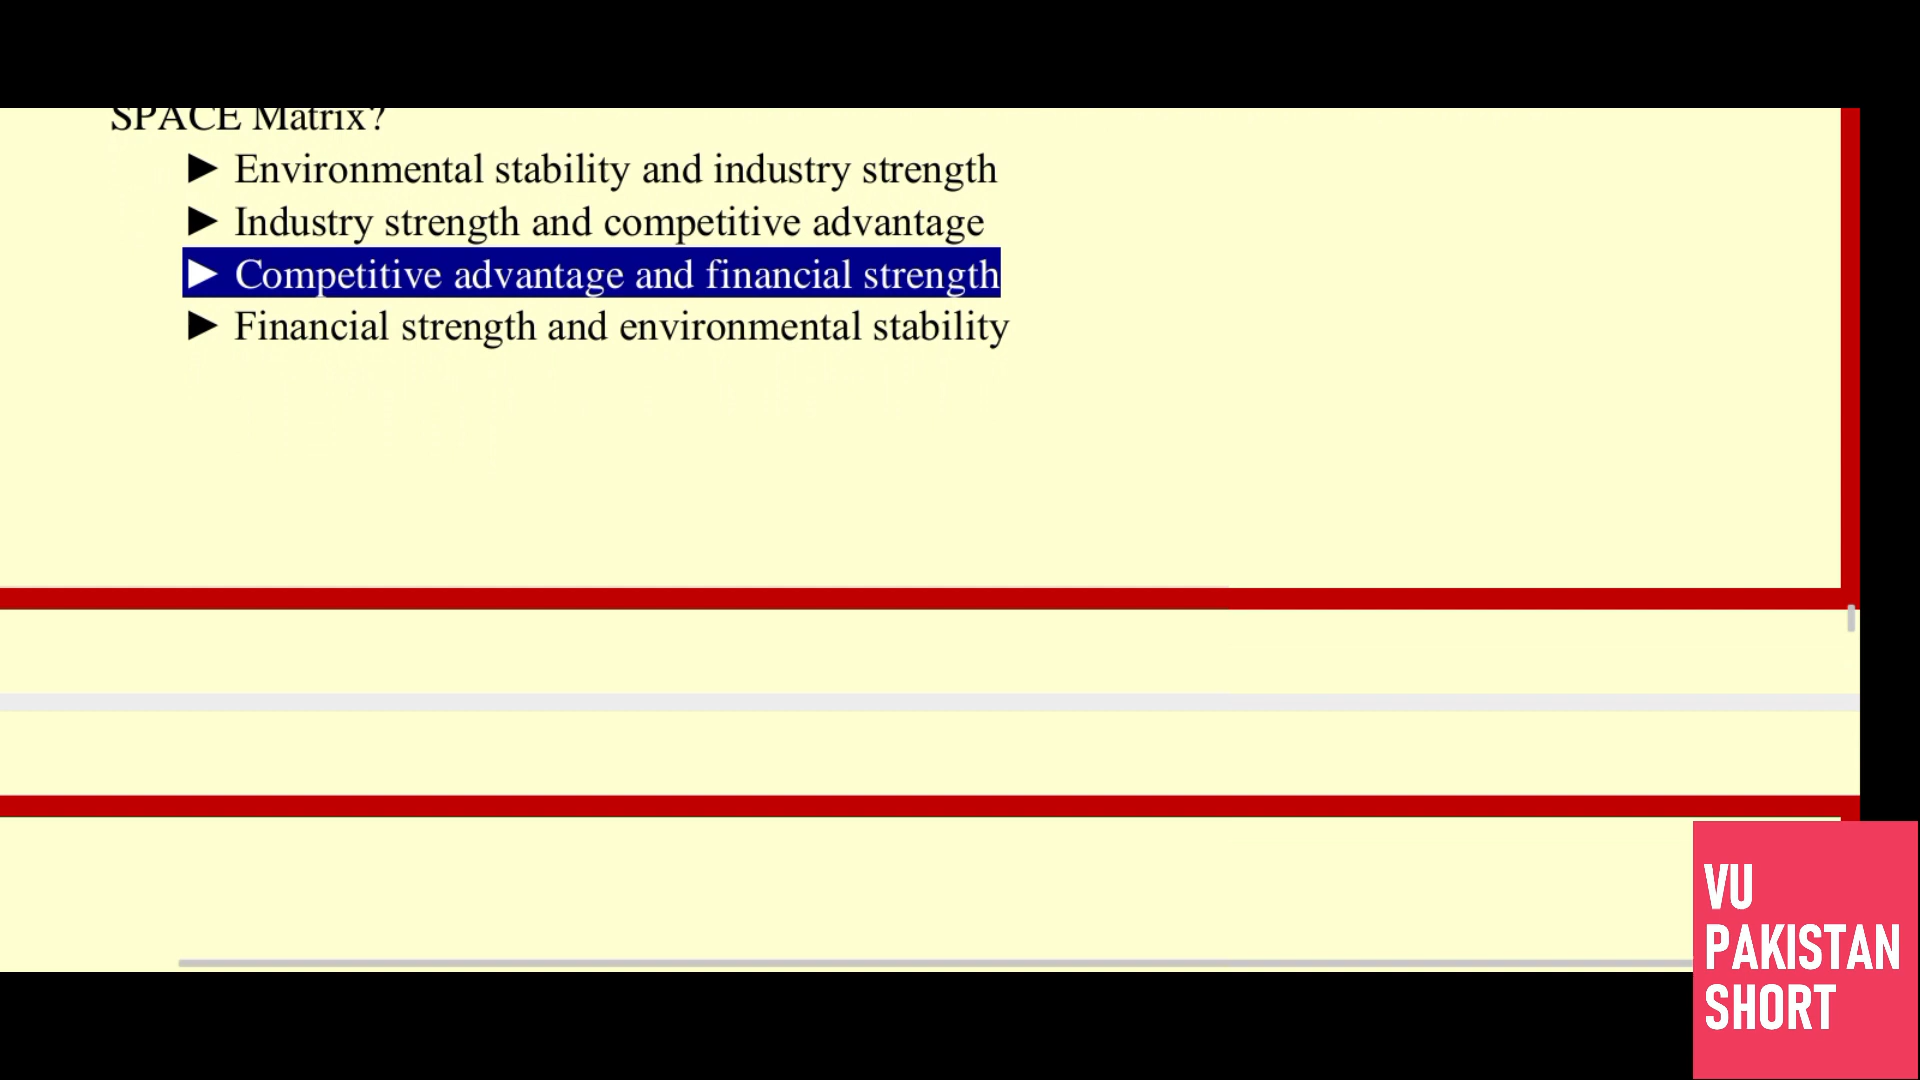 SPACE Matrix?
► Environmental stability and industry strength
► Industry strength and competitive advantage
► Competitive advantage and financial strength
► Financial strength and environmental stability
VU
PAKISTAN
SHORT